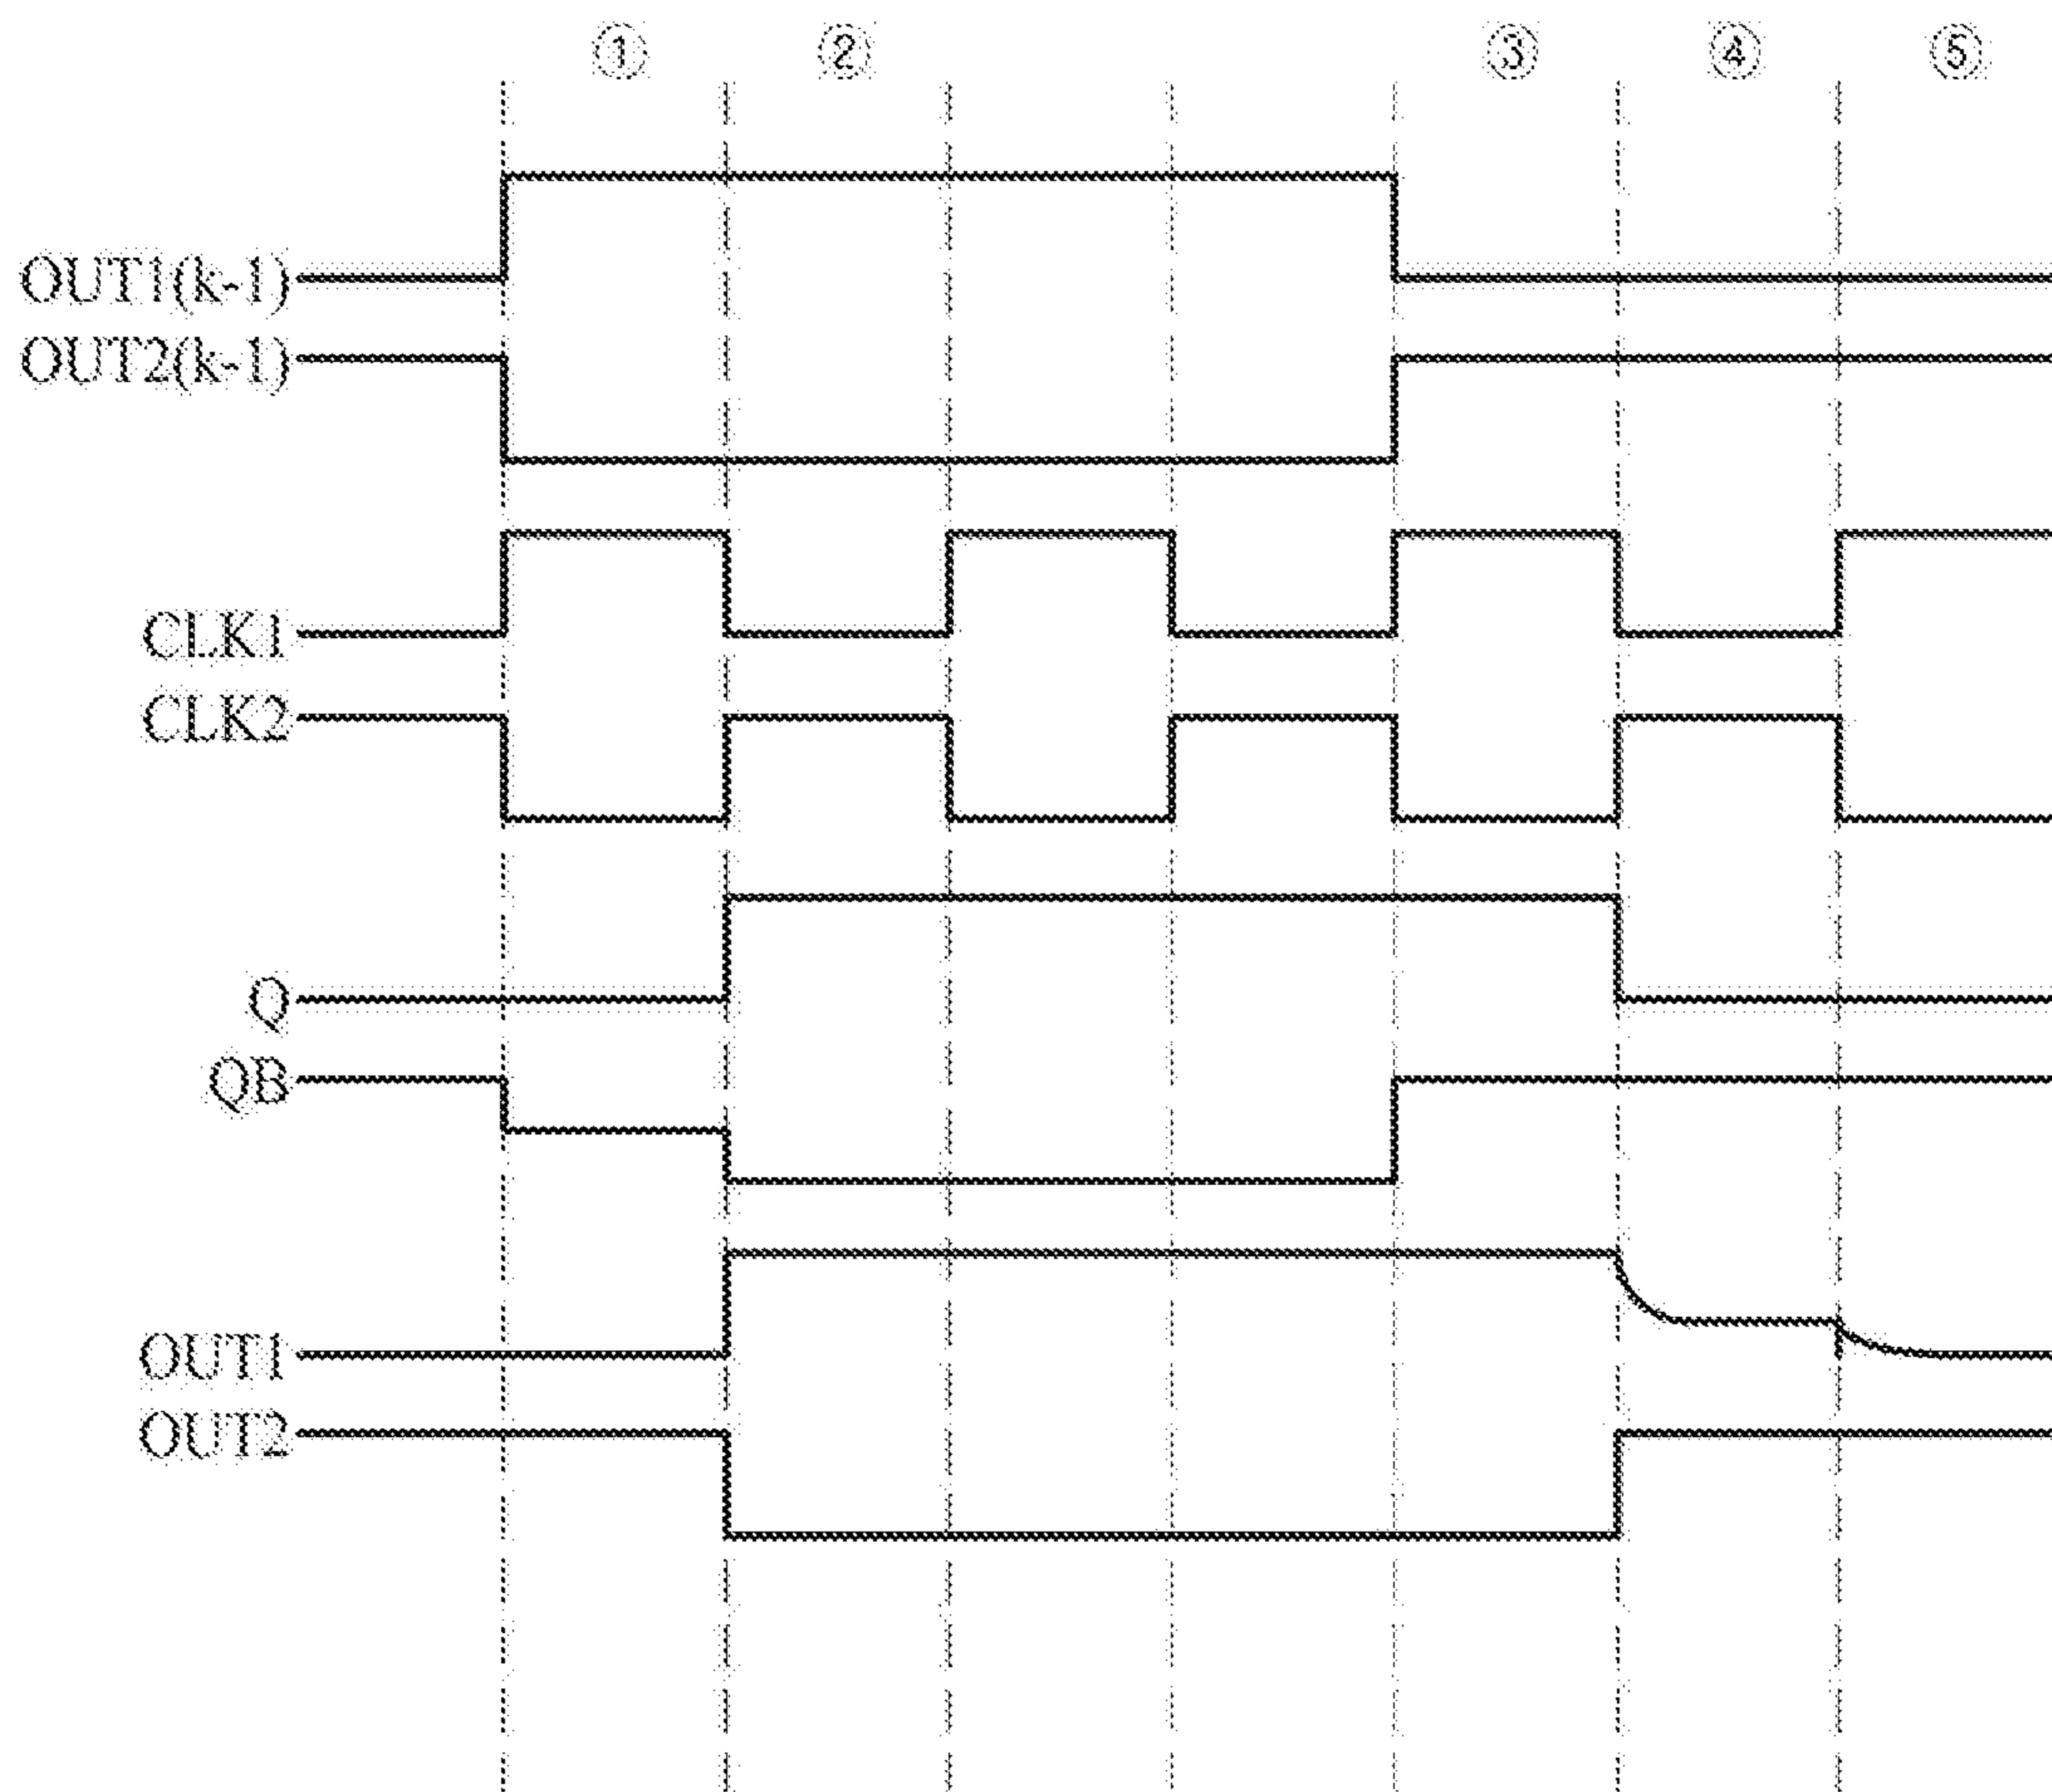 ① ② ③ ④ ⑤
OUT1(k-1)
OUT2(k-1)
CLK1
CLK2
Q
QB
OUT1
OUT2